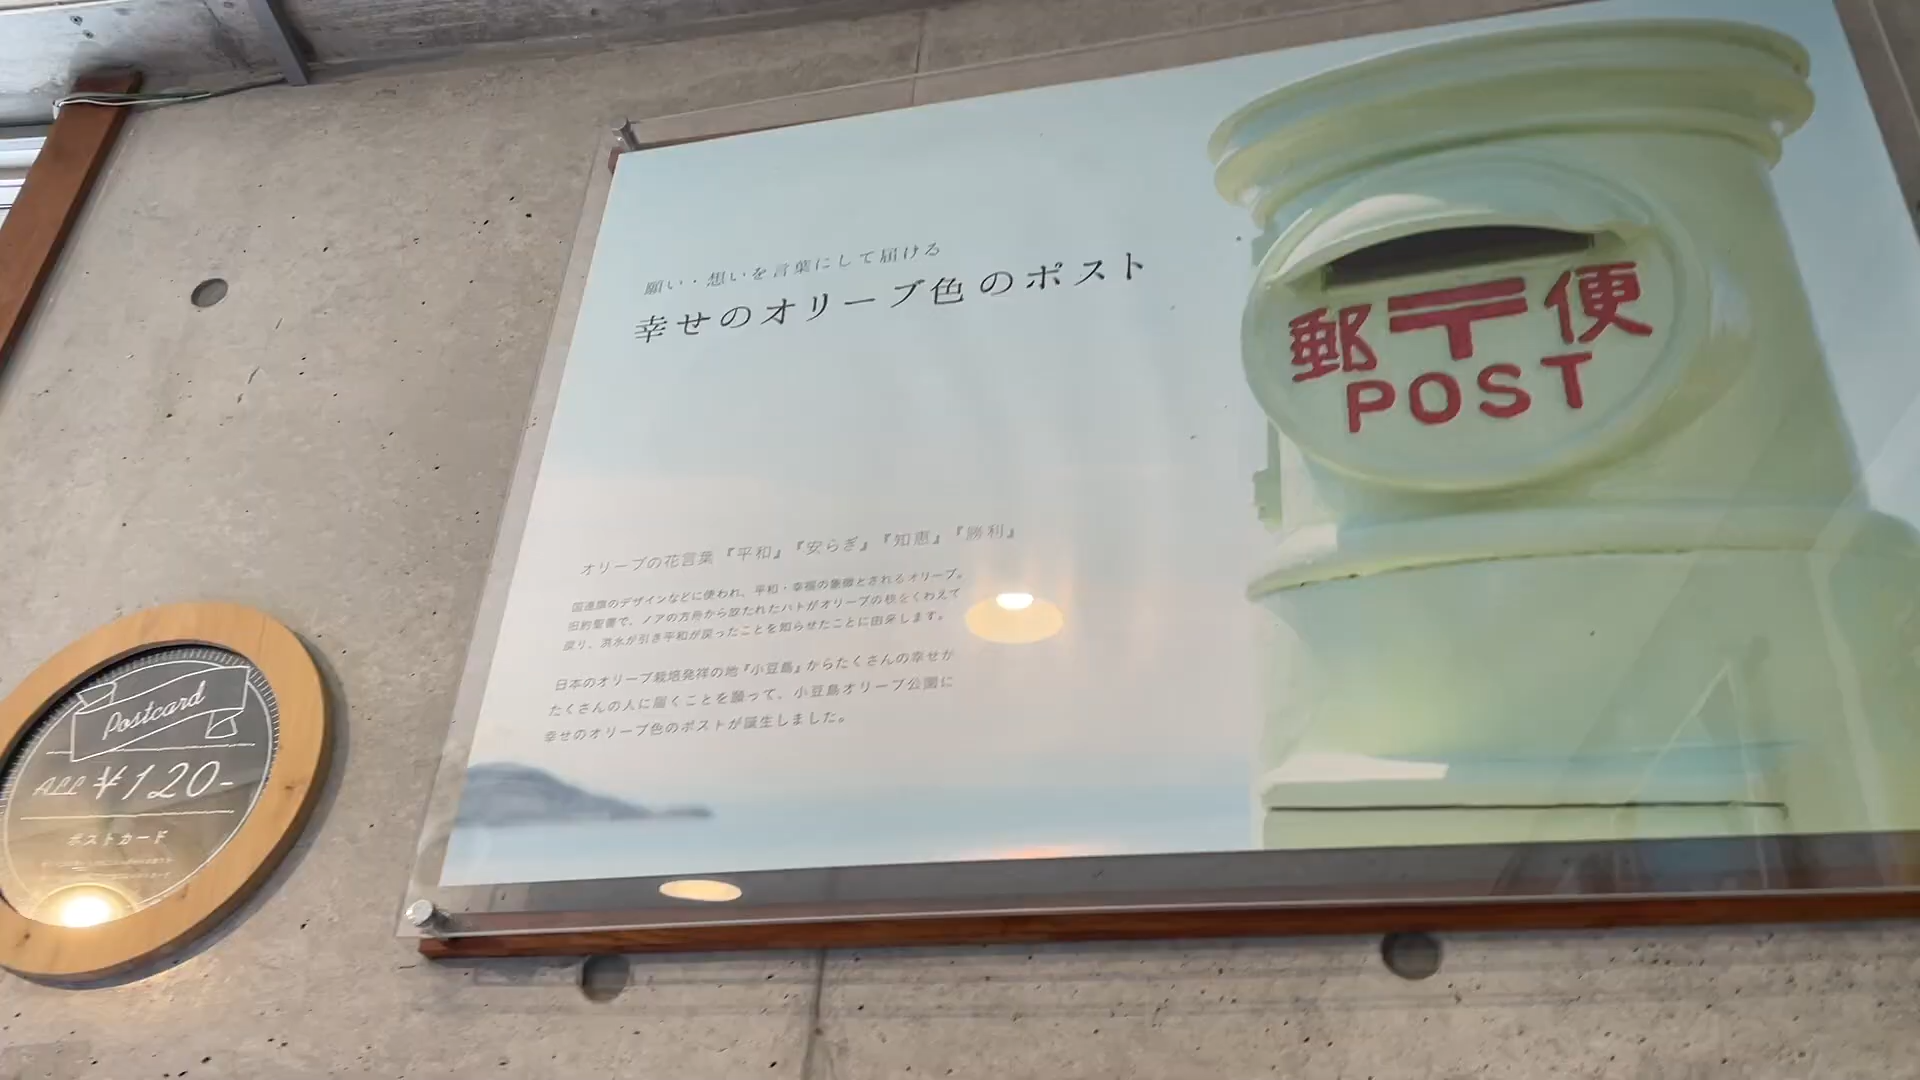 願い・想いを言葉にして届ける
幸せのオリーブ色のポスト
オリーブの花言葉『平和』『安らぎ』『知恵』『勝利』
国連旗のデザインなどに使われ、平和・幸福の象徴とされるオリーブ。
旧約聖書で、ノアの方舟から放たれたハトがオリーブの枝をくわえて
戻り、洪水が引き平和が戻ったことを知らせたことに由来します。
日本のオリーブ栽培発祥の地『小豆島』からたくさんの幸せが
たくさんの人に届くことを願って、小豆島オリーブ公園に
幸せのオリーブ色のポストが誕生しました。
郵〒便
POST
Postcard
ALL ¥120-
ポストカード